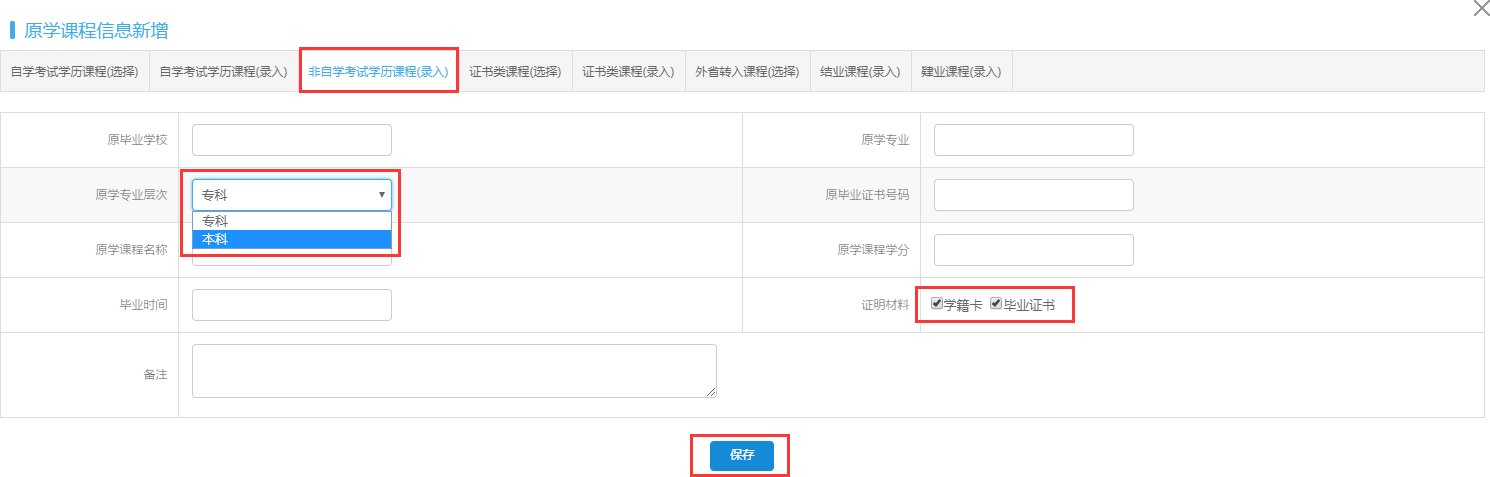 原学课程信息新增
自学考试学历课程(选择) 自学考试学历课程(录入) 非自学考试学历课程(录入) 证书类课程(选择) 证书类课程(录入) 外省转入课程(选择) 结业课程(录入) 肄业课程(录入)
原毕业学校 原学专业
原学专业层次 专科 原毕业证书号码
专科
本科
原学课程名称 原学课程学分
毕业时间 证明材料 学籍卡 毕业证书
备注
保存